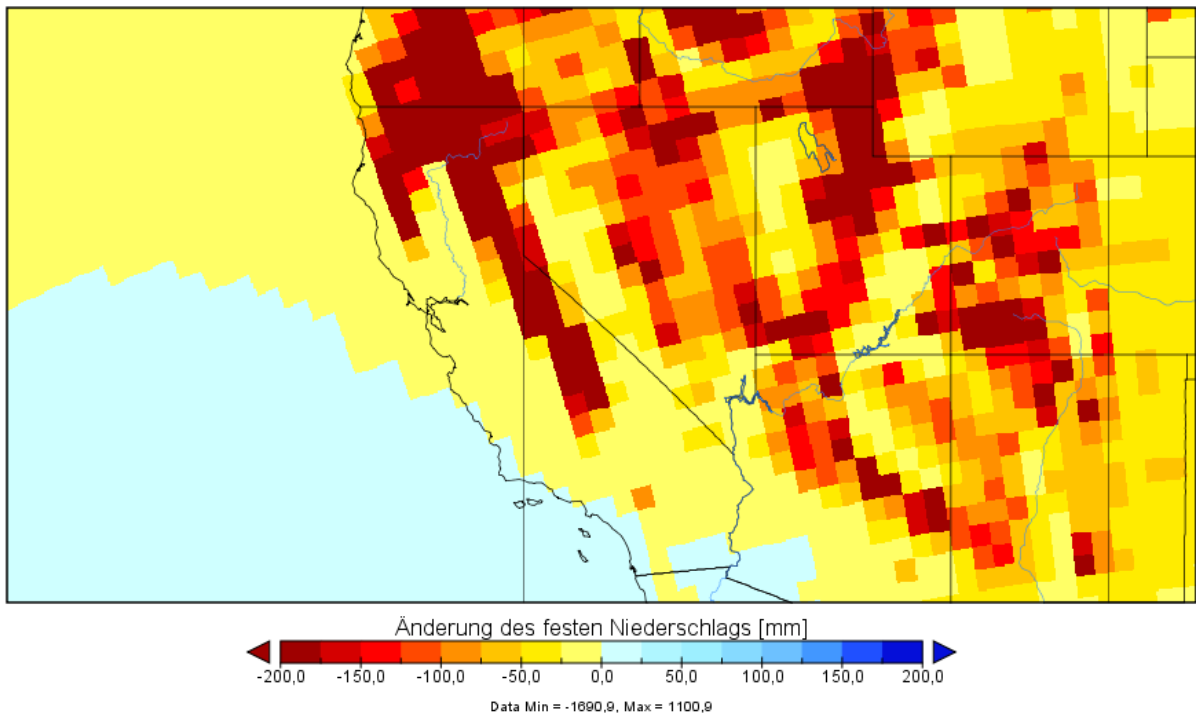 Änderung des festen Niederschlags [mm]
-200,0 -150,0 -100,0 -50,0 0,0 50,0 100,0 150,0 200,0
Data Min = -1690,9, Max = 1100,9